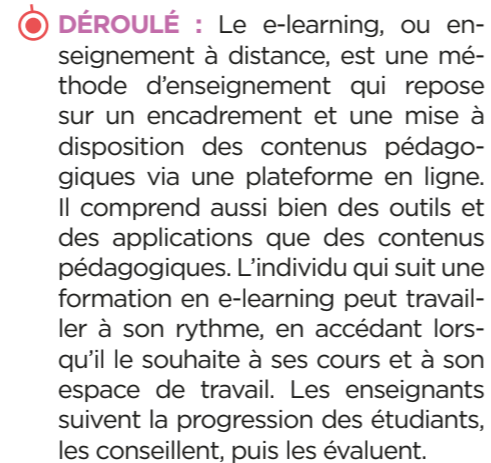 DÉROULÉ : Le e-learning, ou en-
seignement à distance, est une mé-
thode d’enseignement qui repose
sur un encadrement et une mise à
disposition des contenus pédago-
giques via une plateforme en ligne.
Il comprend aussi bien des outils et
des applications que des contenus
pédagogiques. L’individu qui suit une
formation en e-learning peut travail-
ler à son rythme, en accédant lors-
qu’il le souhaite à ses cours et à son
espace de travail. Les enseignants
suivent la progression des étudiants,
les conseillent, puis les évaluent.